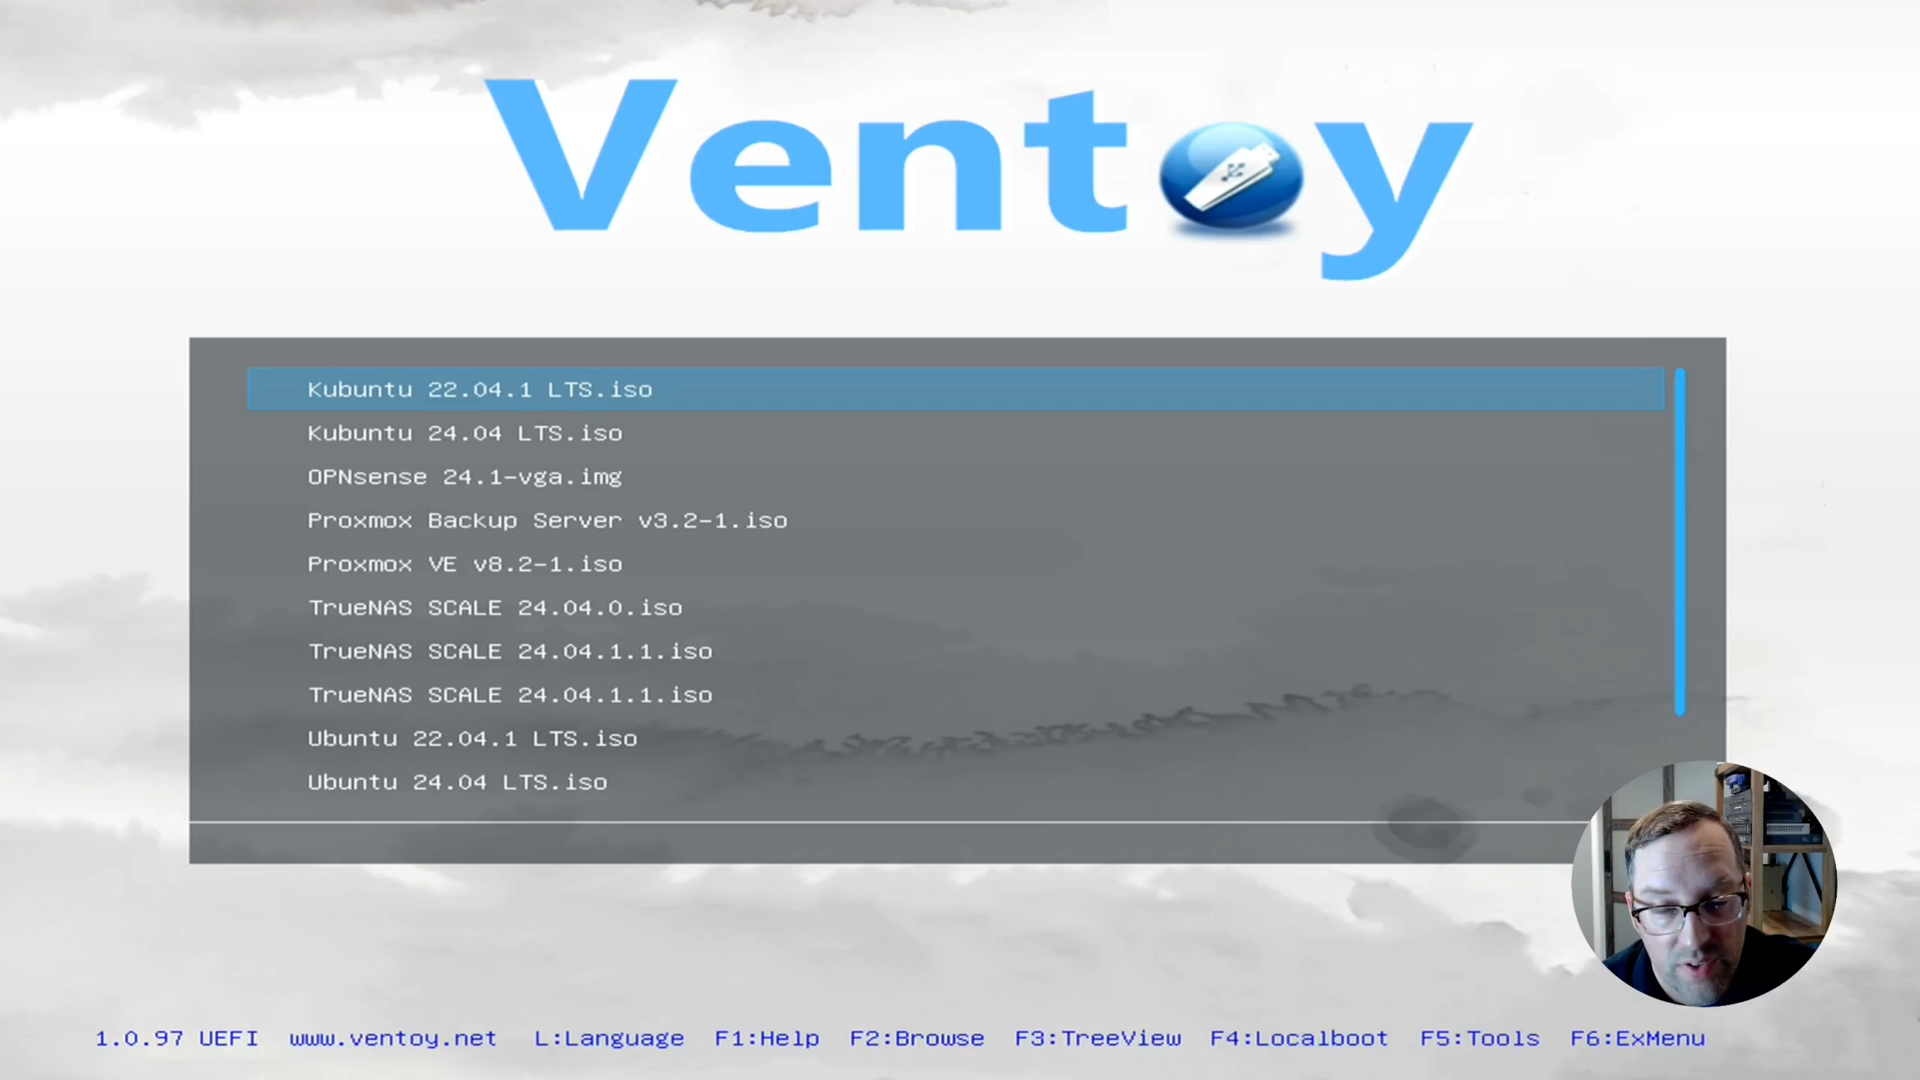 Ventoy
Kubuntu 22.04.1 LTS.iso
Kubuntu 24.04 LTS.iso
OPNsense 24.1-vga.img
Proxmox Backup Server v3.2-1.iso
Proxmox VE v8.2-1.iso
TrueNAS SCALE 24.04.0.iso
TrueNAS SCALE 24.04.1.1.iso
TrueNAS SCALE 24.04.1.1.iso
Ubuntu 22.04.1 LTS.iso
Ubuntu 24.04 LTS.iso
1.0.97 UEFI www.ventoy.net L:Language F1:Help F2:Browse F3:TreeView F4:Localboot F5:Tools F6:ExMenu